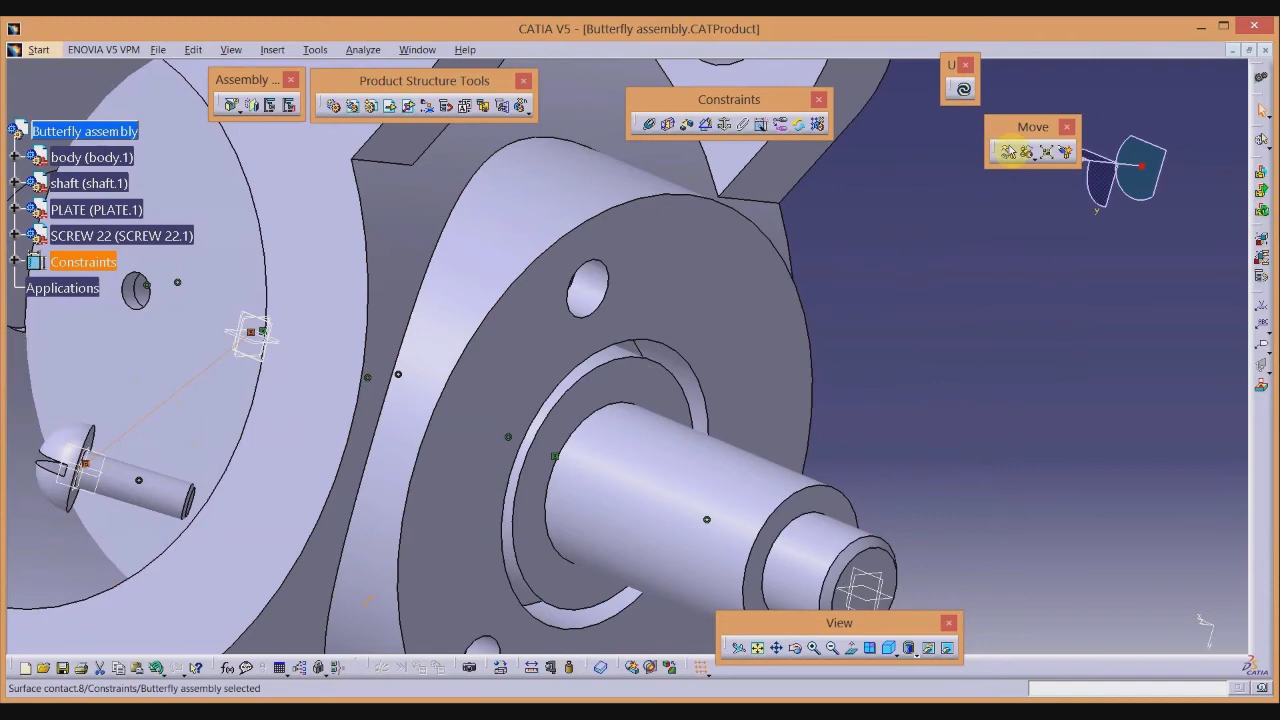 CATIA V5 - [Butterfly assembly.CATProduct]
Start ENOVIA V5 VPM File Edit View Insert Tools Analyze Window Help
Assembly ...
Product Structure Tools
Constraints
U
Move
Butterfly assembly
body (body.1)
shaft (shaft.1)
PLATE (PLATE.1)
SCREW 22 (SCREW 22.1)
Constraints
Applications
y
View
Surface contact.8/Constraints/Butterfly assembly selected
CATIA